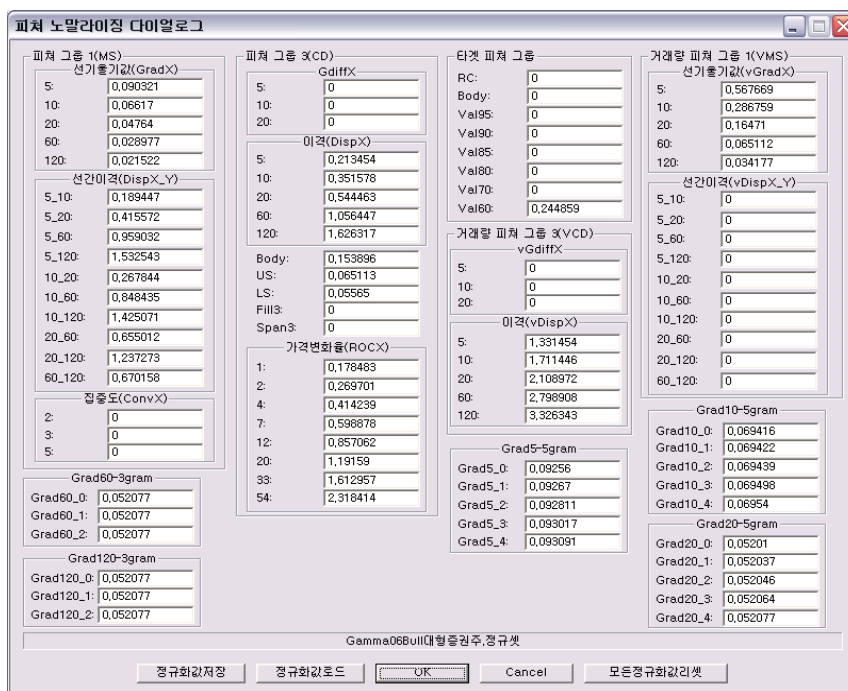 피쳐 노말라이징 다이얼로그
피쳐 그룹 1(MS)
선기울기값(GradX)
5: 0,090321
10: 0,06617
20: 0,04764
60: 0,028977
120: 0,021522
선간이격(DispX_Y)
5_10: 0,189447
5_20: 0,415572
5_60: 0,959032
5_120: 1,532543
10_20: 0,267844
10_60: 0,848435
10_120: 1,425071
20_60: 0,655012
20_120: 1,237273
60_120: 0,670158
집중도(ConvX)
2: 0
3: 0
5: 0
Grad60-3gram
Grad60_0: 0,052077
Grad60_1: 0,052077
Grad60_2: 0,052077
Grad120-3gram
Grad120_0: 0,052077
Grad120_1: 0,052077
Grad120_2: 0,052077
피쳐 그룹 3(CD)
GdiffX
5: 0
10: 0
20: 0
이격(DispX)
5: 0,213454
10: 0,351578
20: 0,544463
60: 1,056447
120: 1,626317
Body: 0,153896
US: 0,065113
LS: 0,05565
Fill3: 0
Span3: 0
가격변화율(ROCX)
1: 0,178483
2: 0,269701
4: 0,414239
7: 0,598878
12: 0,857062
20: 1,19159
33: 1,612957
54: 2,318414
타겟 피쳐 그룹
RC: 0
Body: 0
Val95: 0
Val90: 0
Val85: 0
Val80: 0
Val70: 0
Val60: 0,244859
거래량 피쳐 그룹 3(VCD)
vGdiffX
5: 0
10: 0
20: 0
이격(vDispX)
5: 1,331454
10: 1,711446
20: 2,108972
60: 2,798908
120: 3,326343
Grad5-5gram
Grad5_0: 0,09256
Grad5_1: 0,09267
Grad5_2: 0,092811
Grad5_3: 0,093017
Grad5_4: 0,093091
거래량 피쳐 그룹 1(VMS)
선기울기값(vGradX)
5: 0,567669
10: 0,286759
20: 0,16471
60: 0,065112
120: 0,034177
선간이격(vDispX_Y)
5_10: 0
5_20: 0
5_60: 0
5_120: 0
10_20: 0
10_60: 0
10_120: 0
20_60: 0
20_120: 0
60_120: 0
Grad10-5gram
Grad10_0: 0,069416
Grad10_1: 0,069422
Grad10_2: 0,069439
Grad10_3: 0,069498
Grad10_4: 0,06954
Grad20-5gram
Grad20_0: 0,05201
Grad20_1: 0,052037
Grad20_2: 0,052046
Grad20_3: 0,052064
Grad20_4: 0,052077
Gamma06Bull대형증권주,정규셋
정규화값저장 정규화값로드 OK Cancel 모든정규화값리셋